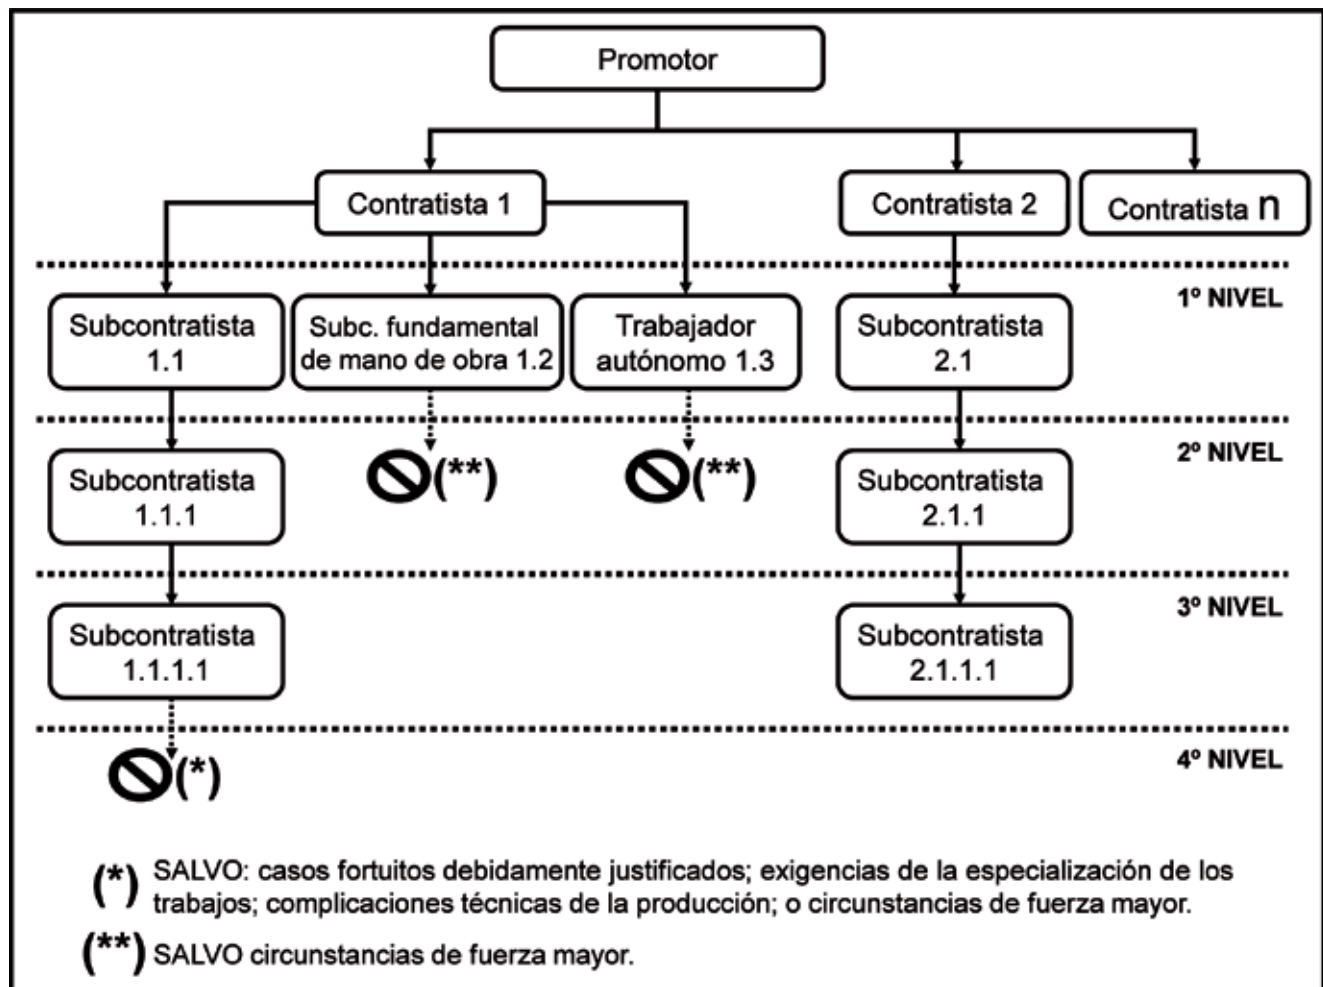 Promotor
Contratista 1
Contratista 2
Contratista n
1º NIVEL
Subcontratista
1.1
Subc. fundamental
de mano de obra 1.2
Trabajador
autónomo 1.3
Subcontratista
2.1
2º NIVEL
Subcontratista
1.1.1
(**)
(**)
Subcontratista
2.1.1
3º NIVEL
Subcontratista
1.1.1.1
Subcontratista
2.1.1.1
4º NIVEL
(*)
(*) SALVO: casos fortuitos debidamente justificados; exigencias de la especialización de los
trabajos; complicaciones técnicas de la producción; o circunstancias de fuerza mayor.
(**) SALVO circunstancias de fuerza mayor.